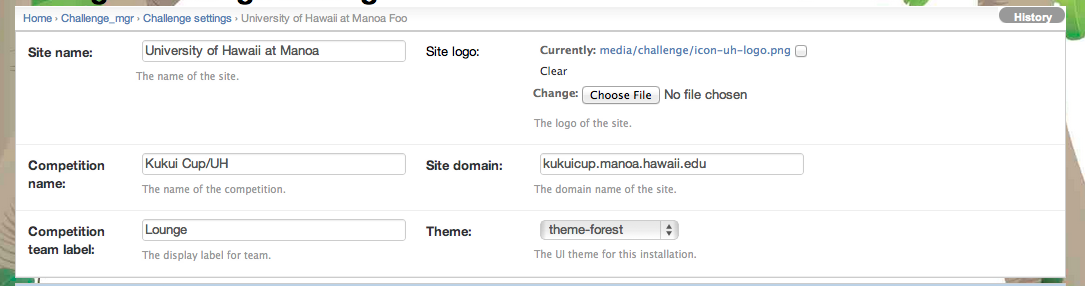 Home › Challenge_mgr › Challenge settings › University of Hawaii at Manoa Foo
History
Site name:
University of Hawaii at Manoa
The name of the site.
Site logo:
Currently: media/challenge/icon-uh-logo.png
Clear
Change: Choose File No file chosen
The logo of the site.
Competition
name:
Kukui Cup/UH
The name of the competition.
Site domain:
kukuicup.manoa.hawaii.edu
The domain name of the site.
Competition
team label:
Lounge
The display label for team.
Theme:
theme-forest
The UI theme for this installation.